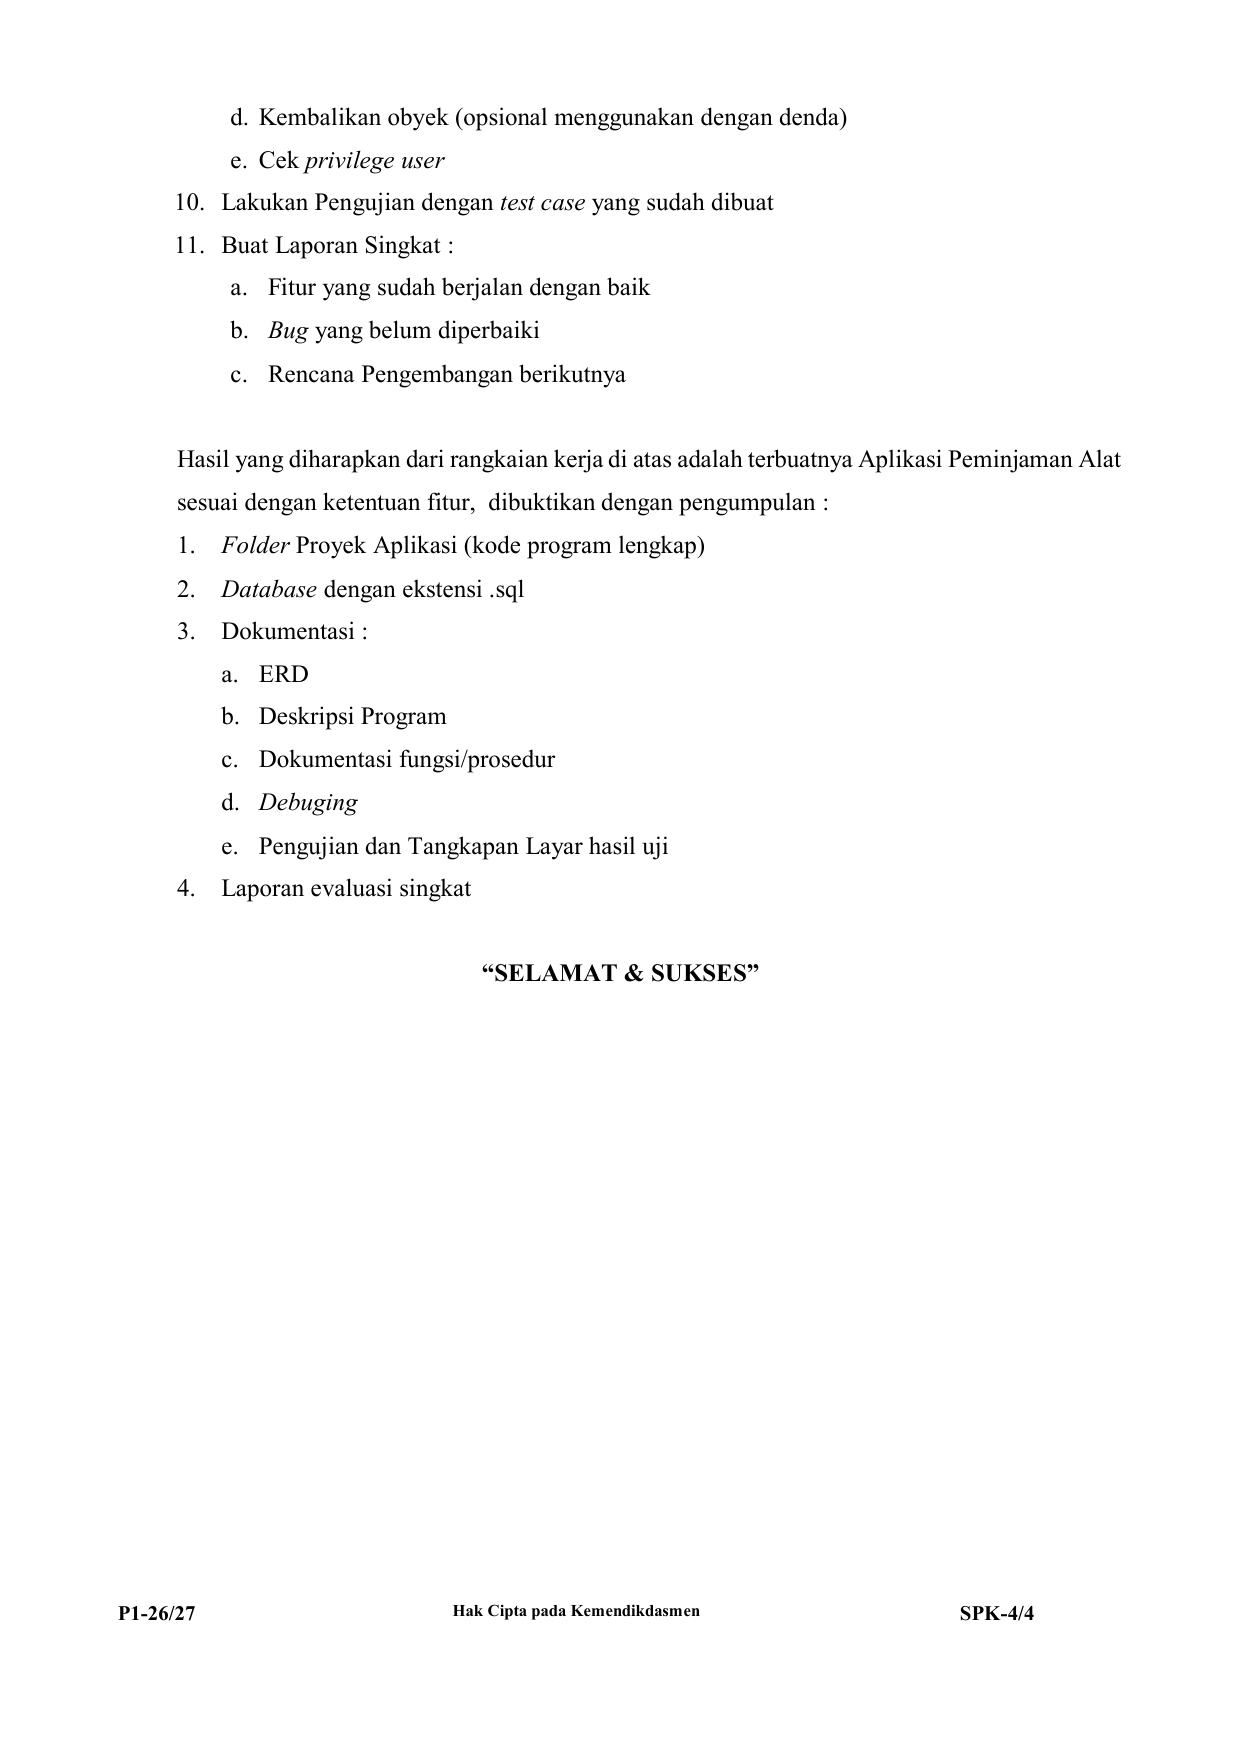 d. Kembalikan obyek (opsional menggunakan dengan denda)
e. Cek privilege user
10. Lakukan Pengujian dengan test case yang sudah dibuat
11. Buat Laporan Singkat :
a. Fitur yang sudah berjalan dengan baik
b. Bug yang belum diperbaiki
c. Rencana Pengembangan berikutnya
Hasil yang diharapkan dari rangkaian kerja di atas adalah terbuatnya Aplikasi Peminjaman Alat
sesuai dengan ketentuan fitur, dibuktikan dengan pengumpulan :
1. Folder Proyek Aplikasi (kode program lengkap)
2. Database dengan ekstensi .sql
3. Dokumentasi :
a. ERD
b. Deskripsi Program
c. Dokumentasi fungsi/prosedur
d. Debuging
e. Pengujian dan Tangkapan Layar hasil uji
4. Laporan evaluasi singkat
“SELAMAT & SUKSES”
P1-26/27 Hak Cipta pada Kemendikdasmen SPK-4/4